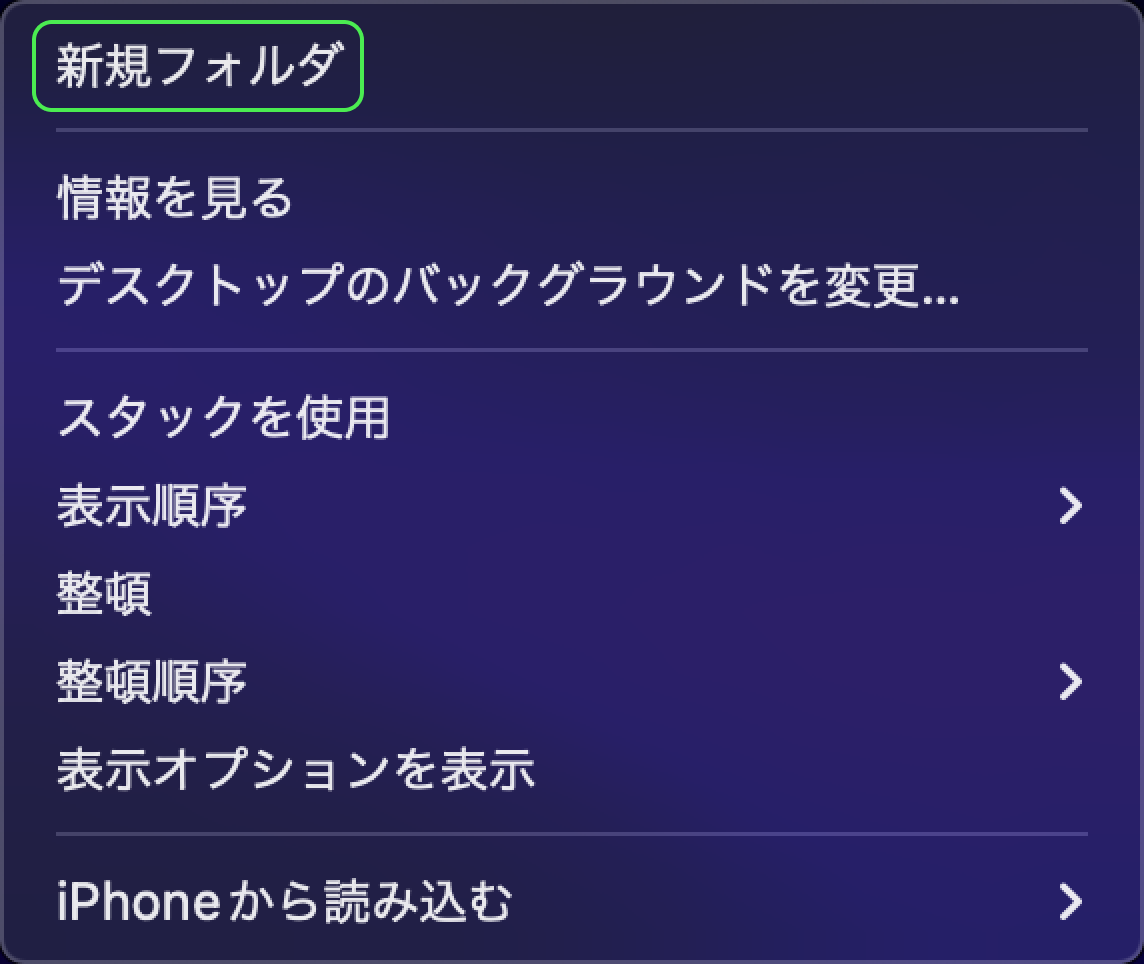 新規フォルダ
情報を見る
デスクトップのバックグラウンドを変更...
スタックを使用
表示順序
整頓
整頓順序
表示オプションを表示
iPhoneから読み込む